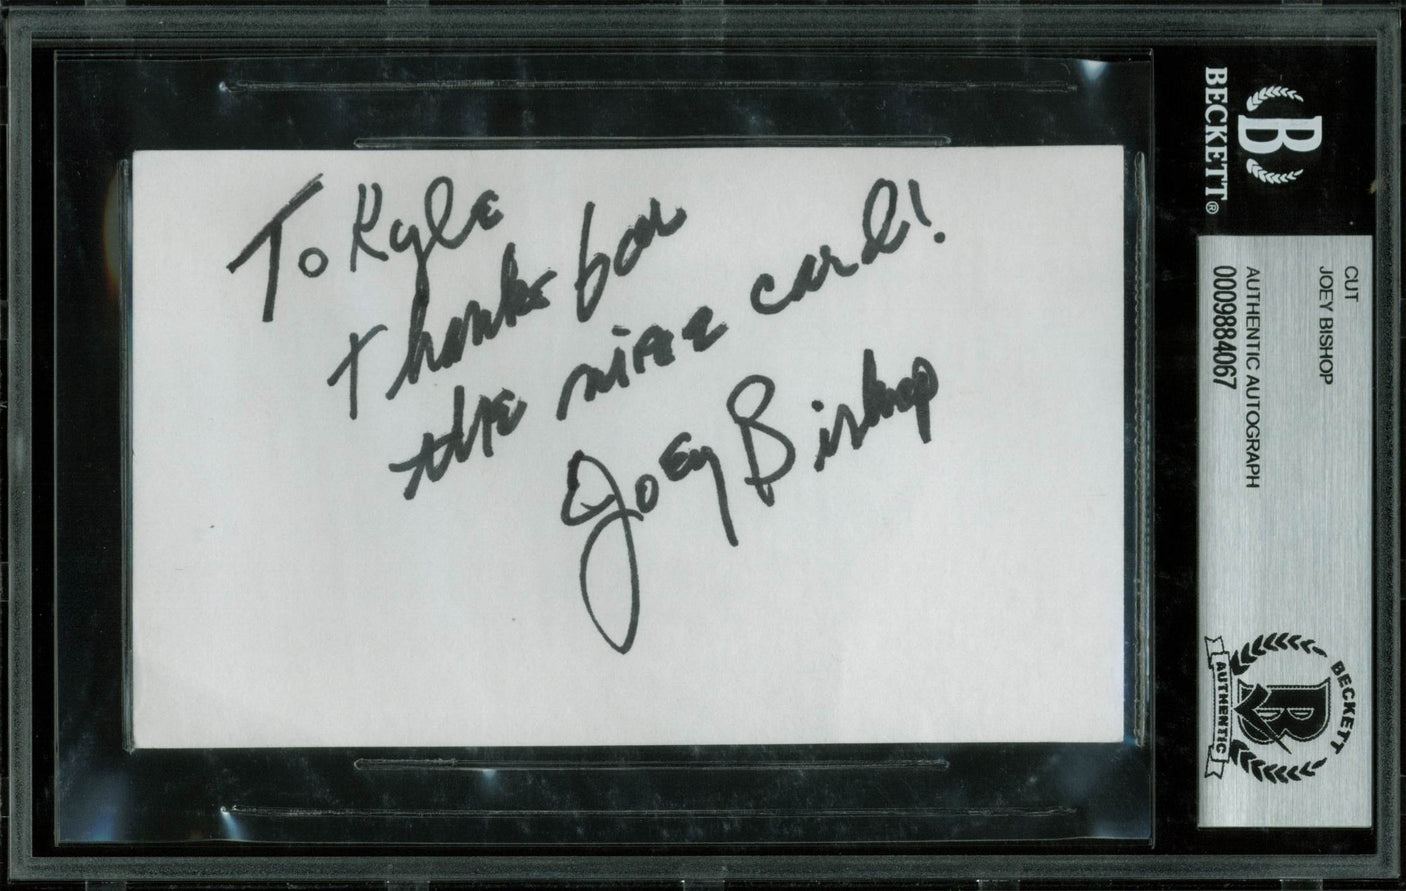 To Kyle
thanks for
the nice card!
Joey Bishop
BECKETT®
B
CUT
JOEY BISHOP
AUTHENTIC AUTOGRAPH
0009884067
BECKETT
B
AUTHENTIC